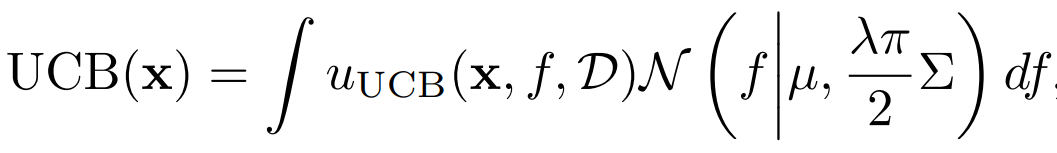 UCB(x) = ∫ u_UCB(x, f, 𝒟)𝒩 ( f | μ, λπ/2 Σ ) df,